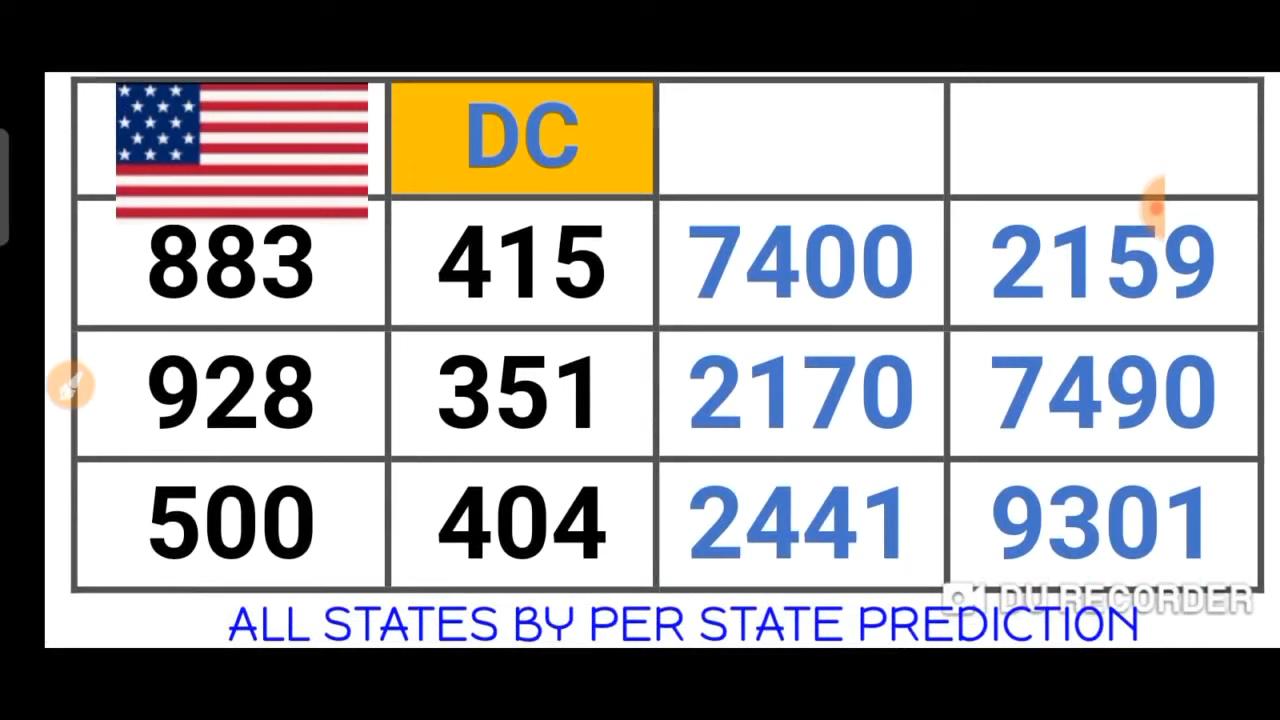 DC
883 415 7400 2159
928 351 2170 7490
500 404 2441 9301
DU RECORDER
ALL STATES BY PER STATE PREDICTION